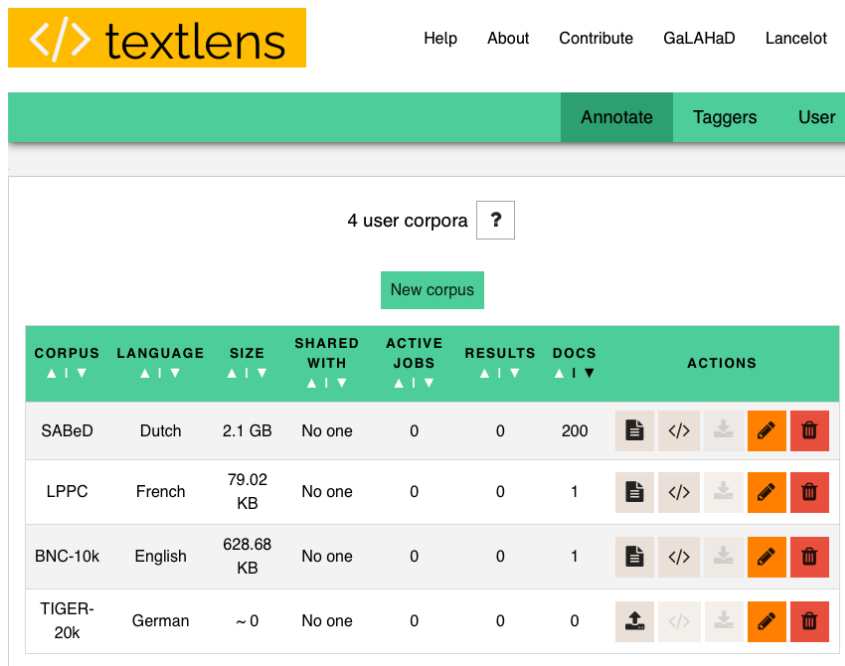 </> textlens
Help About Contribute GaLAHaD Lancelot
Annotate Taggers User
4 user corpora ?
New corpus
CORPUS LANGUAGE SIZE SHARED WITH ACTIVE JOBS RESULTS DOCS ACTIONS
SABeD Dutch 2.1 GB No one 0 0 200 </>
LPPC French 79.02 KB No one 0 0 1 </>
BNC-10k English 628.68 KB No one 0 0 1 </>
TIGER-20k German ~ 0 No one 0 0 0 </>